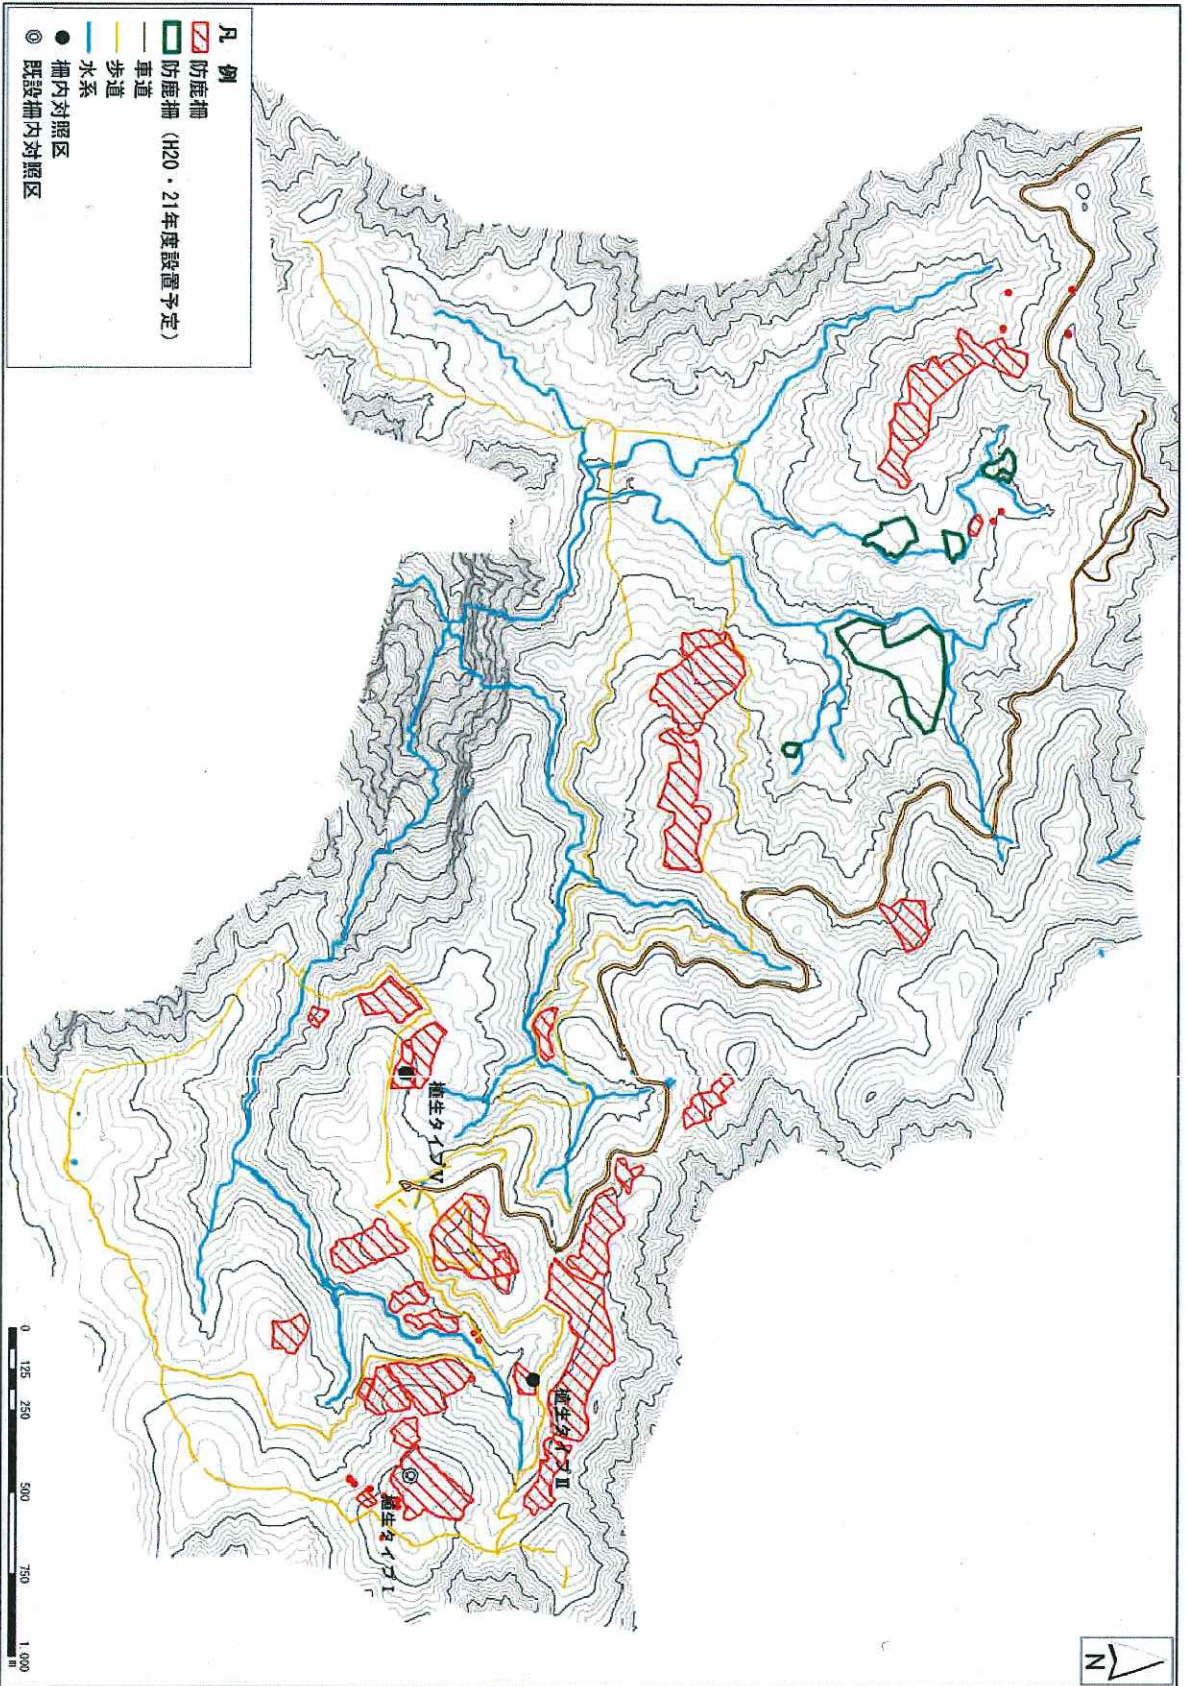 凡 例
防鹿柵
防鹿柵 (H20・21年度設置予定)
車道
歩道
水系
柵内対照区
既設柵内対照区
植生タイプV
植生タイプⅡ
植生タイプⅠ
0 125 250 500 750 1,000
N